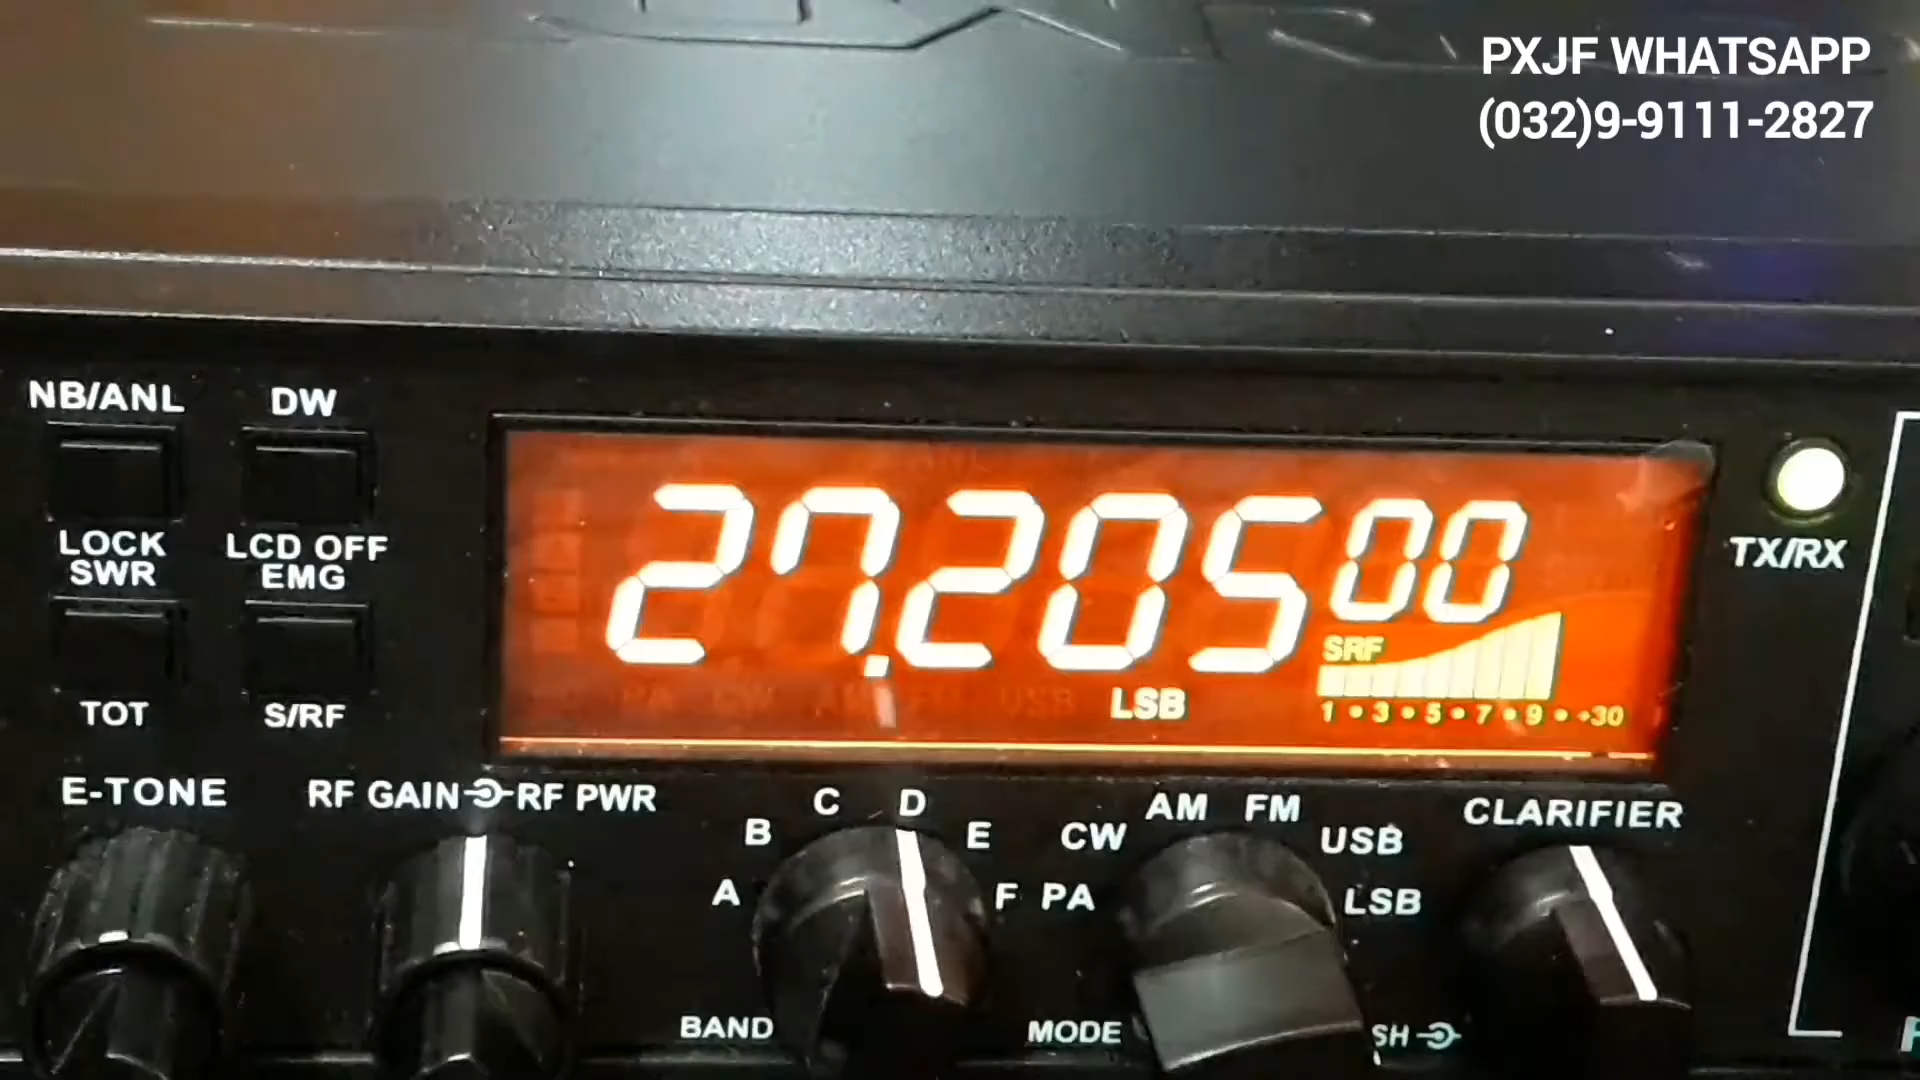 PXJF WHATSAPP
(032)9-9111-2827
NB/ANL
DW
LOCK
SWR
LCD OFF
EMG
TOT
S/RF
27.20500
SRF
LSB
1 • 3 • 5 • 7 • 9 • +30
TX/RX
E-TONE
RF GAIN
RF PWR
A
B
C
D
E
F
BAND
PA
CW
AM
FM
USB
LSB
MODE
CLARIFIER